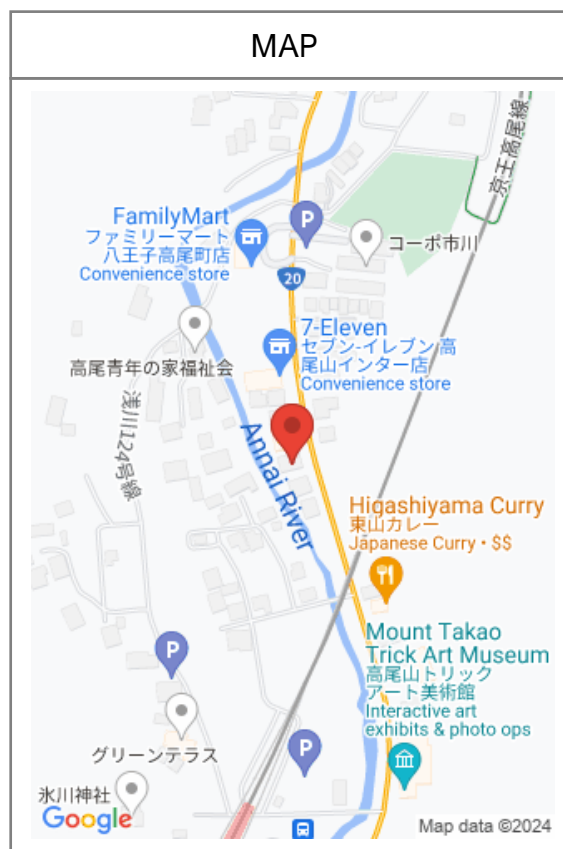 MAP
京王高尾線
FamilyMart
ファミリーマート
八王子高尾町店
Convenience store
P
コーポ市川
20
7-Eleven
セブン-イレブン 高
尾山インター店
Convenience store
高尾青年の家福祉会
浅川124号線
Annai River
Higashiyama Curry
東山カレー
Japanese Curry • $$
Mount Takao
Trick Art Museum
高尾山トリック
アート美術館
Interactive art
exhibits & photo ops
P
グリーンテラス
P
氷川神社
Google
Map data ©2024